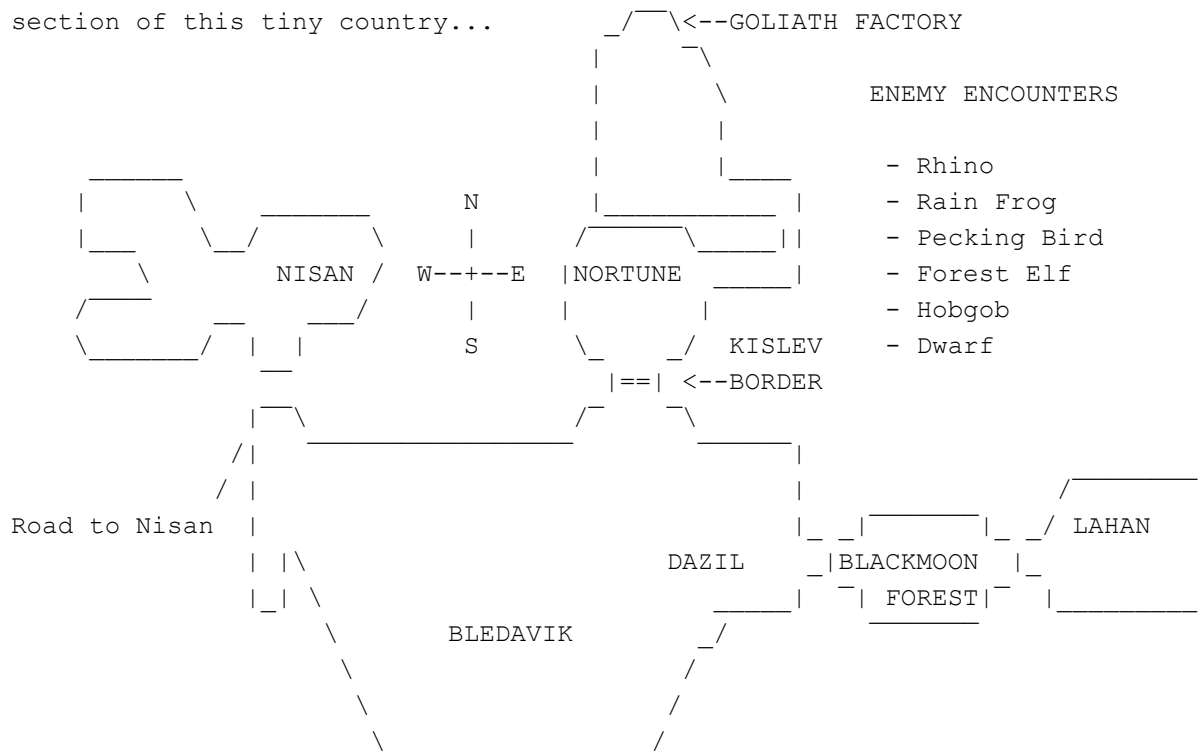 section of this tiny country...
<--GOLIATH FACTORY
ENEMY ENCOUNTERS
- Rhino
N - Rain Frog
- Pecking Bird
NISAN W--+--E NORTUNE - Forest Elf
- Hobgob
S KISLEV - Dwarf
|==| <--BORDER
Road to Nisan LAHAN
DAZIL BLACKMOON
FOREST
BLEDAVIK